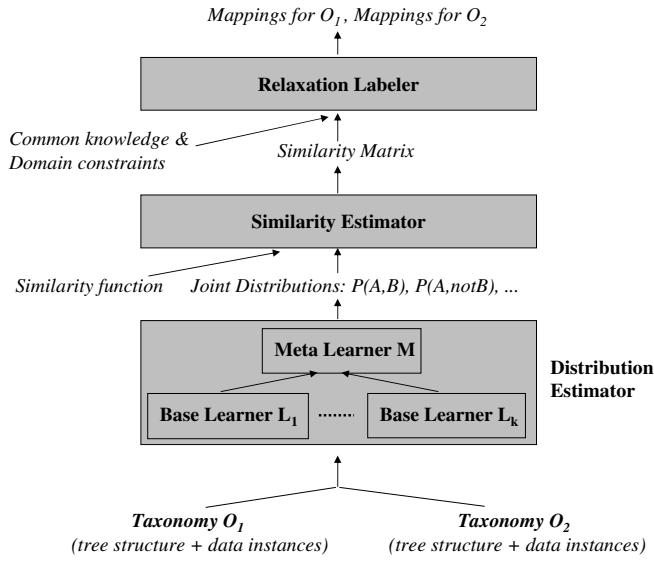 Mappings for O1 , Mappings for O2
Relaxation Labeler
Common knowledge &
Domain constraints
Similarity Matrix
Similarity Estimator
Similarity function
Joint Distributions: P(A,B), P(A,notB), ...
Meta Learner M
Distribution
Estimator
Base Learner L1
Base Learner Lk
Taxonomy O1
(tree structure + data instances)
Taxonomy O2
(tree structure + data instances)